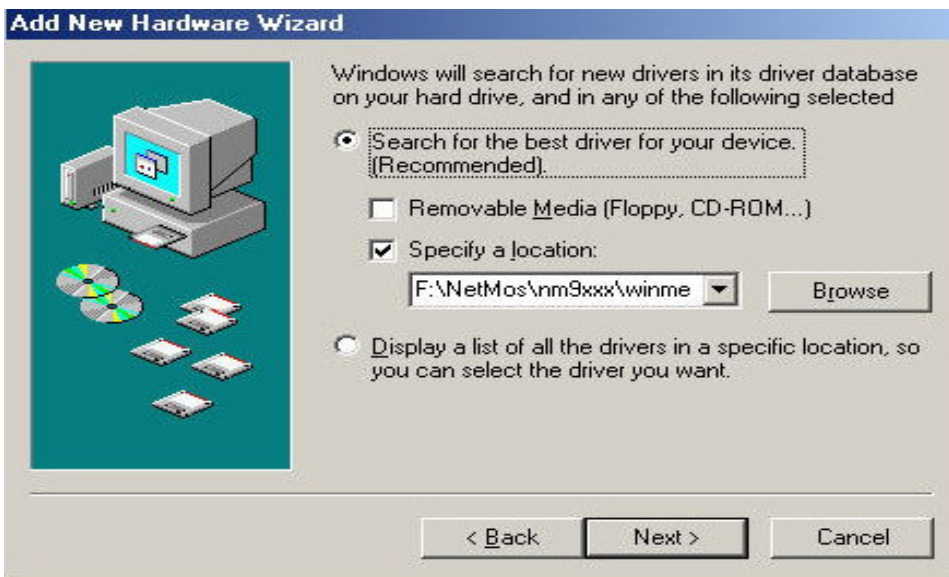 Add New Hardware Wizard
Windows will search for new drivers in its driver database
on your hard drive, and in any of the following selected
Search for the best driver for your device.
(Recommended).
Removable Media (Floppy, CD-ROM...)
Specify a location:
F:\NetMos\nm9xxx\winme
Browse
Display a list of all the drivers in a specific location, so
you can select the driver you want.
< Back
Next >
Cancel